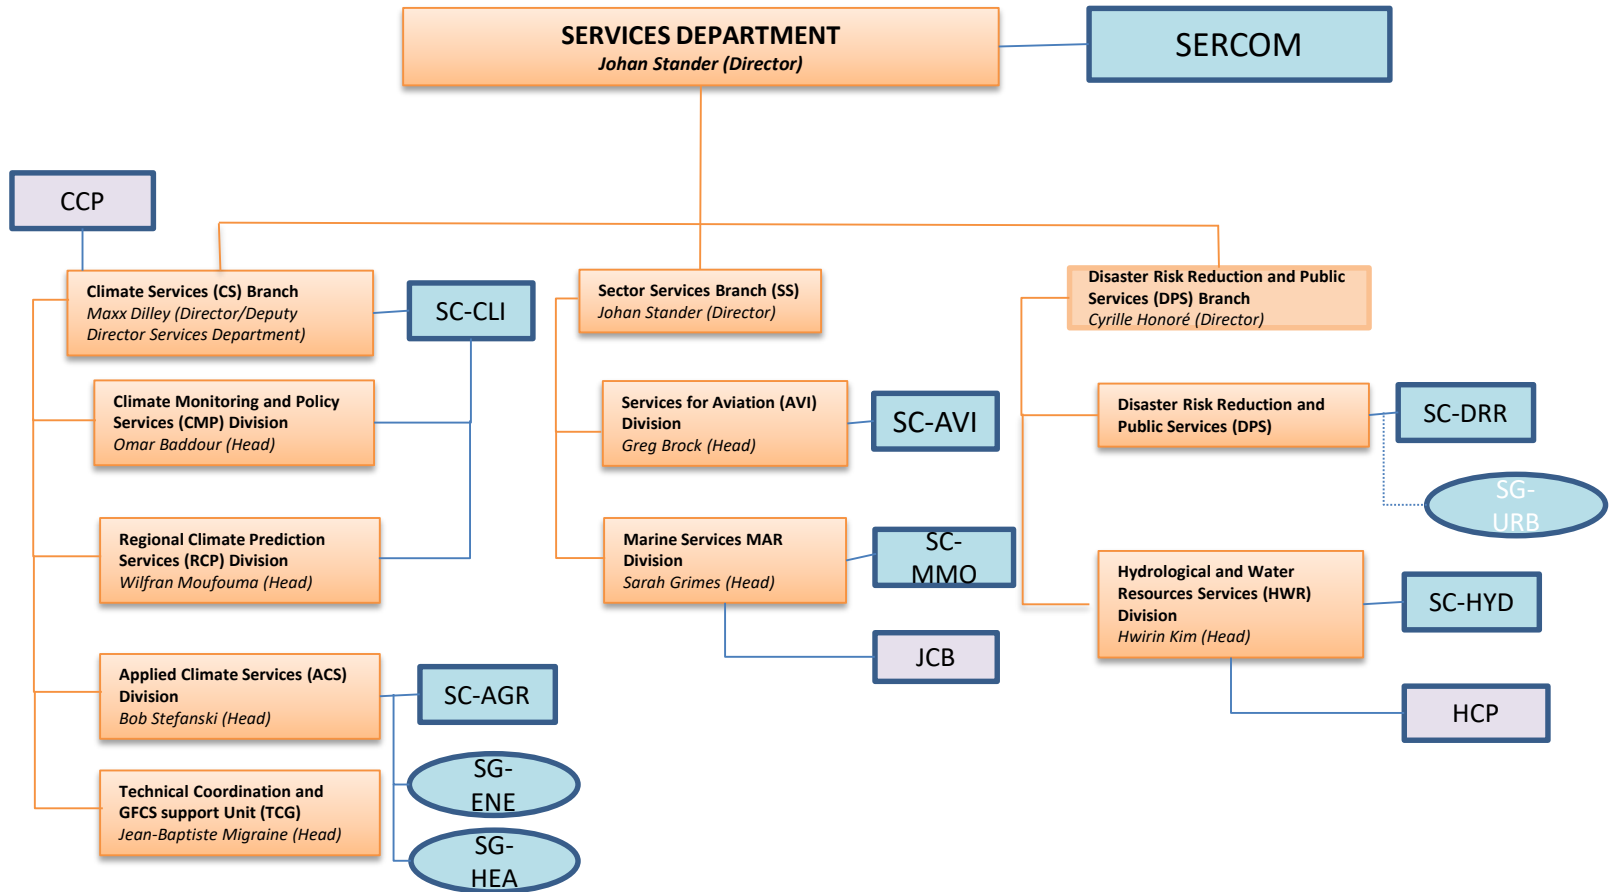 SERVICES DEPARTMENT
Johan Stander (Director)
SERCOM
CCP
Climate Services (CS) Branch
Maxx Dilley (Director/Deputy
Director Services Department)
SC-CLI
Climate Monitoring and Policy
Services (CMP) Division
Omar Baddour (Head)
Regional Climate Prediction
Services (RCP) Division
Wilfran Moufouma (Head)
Applied Climate Services (ACS)
Division
Bob Stefanski (Head)
SC-AGR
SG-
ENE
SG-
HEA
Technical Coordination and
GFCS support Unit (TCG)
Jean-Baptiste Migraine (Head)
Sector Services Branch (SS)
Johan Stander (Director)
Services for Aviation (AVI)
Division
Greg Brock (Head)
SC-AVI
Marine Services MAR
Division
Sarah Grimes (Head)
SC-
MMO
JCB
Disaster Risk Reduction and Public
Services (DPS) Branch
Cyrille Honoré (Director)
Disaster Risk Reduction and
Public Services (DPS)
SC-DRR
SG-
URB
Hydrological and Water
Resources Services (HWR)
Division
Hwirin Kim (Head)
SC-HYD
HCP